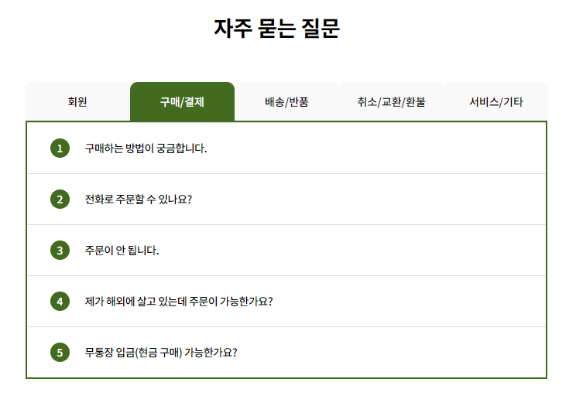 자주 묻는 질문
회원 구매/결제 배송/반품 취소/교환/환불 서비스/기타
1 구매하는 방법이 궁금합니다.
2 전화로 주문할 수 있나요?
3 주문이 안 됩니다.
4 제가 해외에 살고 있는데 주문이 가능한가요?
5 무통장 입금(현금 구매) 가능한가요?